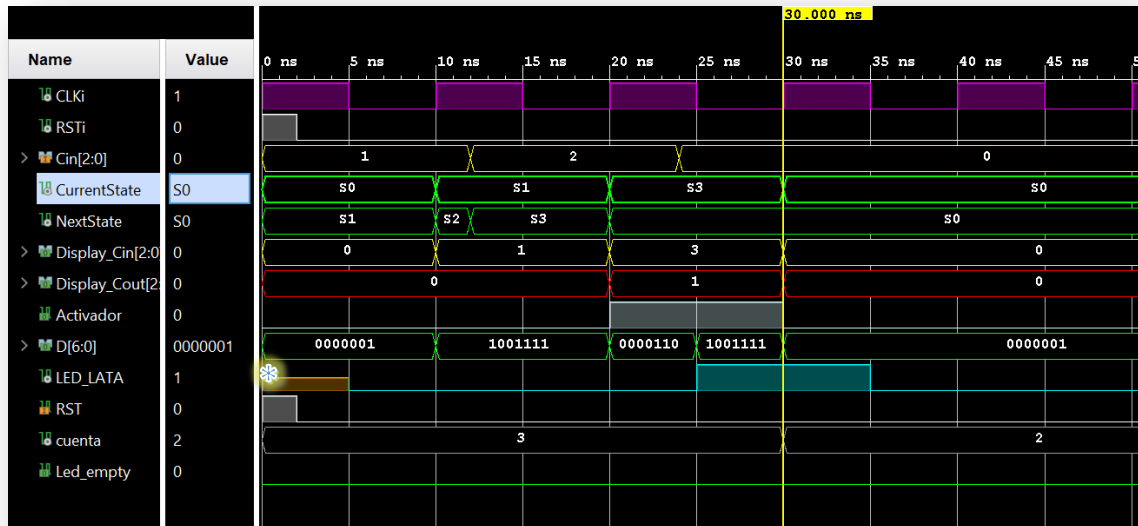 30.000 ns
Name Value
0 ns 5 ns 10 ns 15 ns 20 ns 25 ns 30 ns 35 ns 40 ns 45 ns 5
CLKi 1
RSTi 0
Cin[2:0] 0 1 2 0
CurrentState S0 S0 S1 S3 S0
NextState S0 S1 S2 S3 S0
Display_Cin[2:0 0 0 1 3 0
Display_Cout[2: 0 0 1 0
Activador 0
D[6:0] 0000001 0000001 1001111 0000110 1001111 0000001
LED_LATA 1
RST 0
cuenta 2 3 2
Led_empty 0